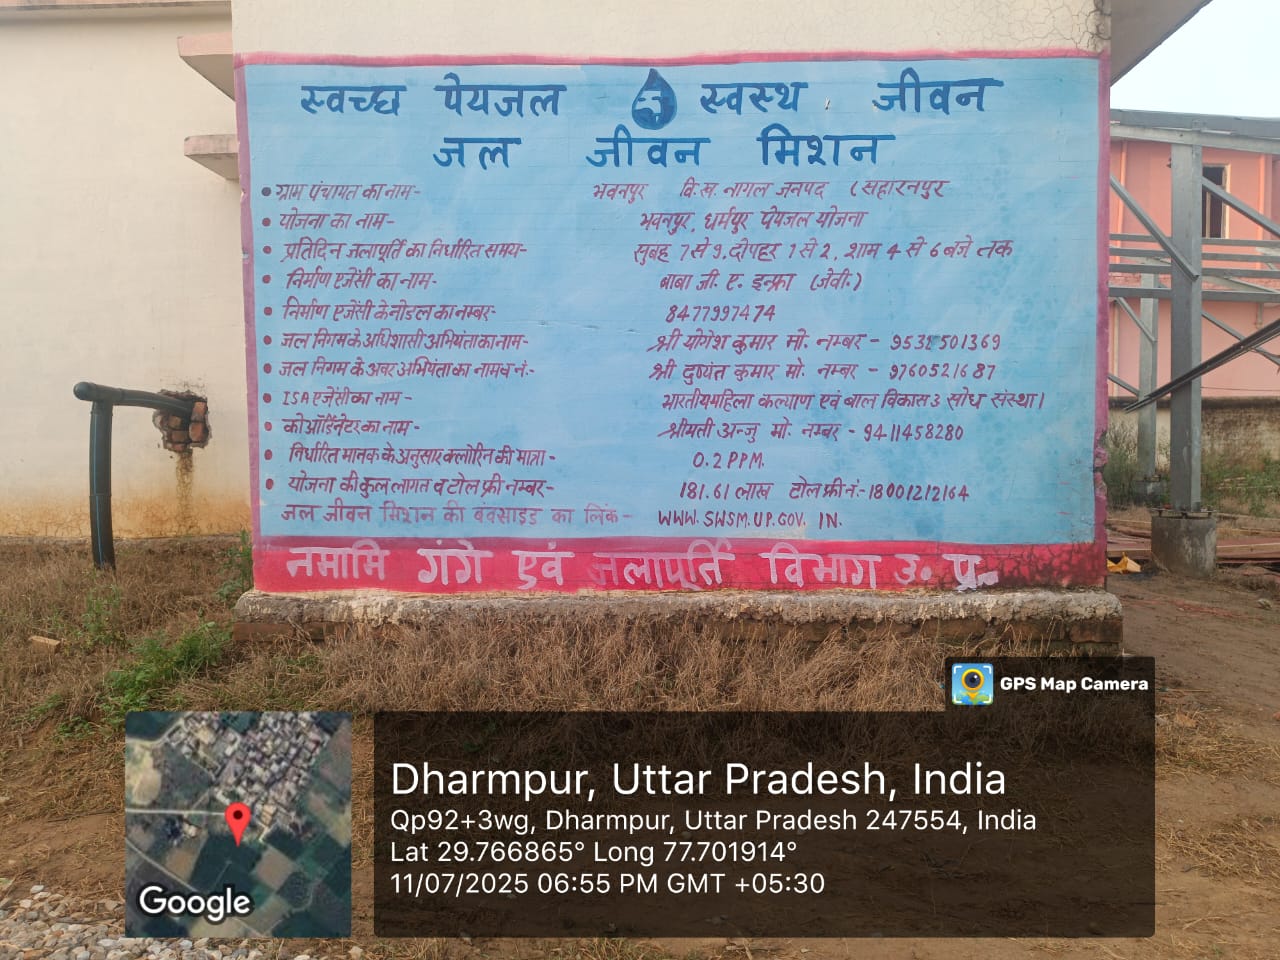 स्वच्छ पेयजल स्वस्थ जीवन
जल जीवन मिशन
• ग्राम पंचायत का नाम- भवनपुर वि.ख. नागल जनपद (सहारनपुर
• योजना का नाम- भवनपुर, धर्मपुर पेयजल योजना
• प्रतिदिन जलापूर्ति का निर्धारित समय- सुबह 7 से 9, दोपहर 1 से 2, शाम 4 से 6 बजे तक
• निर्माण एजेंसी का नाम- बाबा जी. ए. इन्फ्रा (जेवी.)
• निर्माण एजेंसी के नोडल का नम्बर- 8477997474
• जल निगम के अधिशासी अभियंता का नाम- श्री योगेश कुमार मो. नम्बर -
• जल निगम के अवर अभियंता का नाम व नं.- श्री दुष्यंत कुमार मो. नम्बर - 9760521687
• ISA एजेंसी का नाम- भारतीय महिला कल्याण एवं बाल विकास संस्था।
• कोऑर्डिनेटर का नाम- श्रीमती अन्जु मो. नम्बर - 9411458280
• निर्धारित मानक के अनुसार क्लोरिन की मात्रा- 0.2 PPM.
• योजना की कुल लागत व टोल फ्री नम्बर- 181.61 लाख टोल फ्री नं:- 18001212164
जल जीवन मिशन की वेबसाइड का लिंक- WWW.SWSM.UP.GOV. IN.
नमामि गंगे एवं जलापूर्ति विभाग उ. प्र.
GPS Map Camera
Dharmpur, Uttar Pradesh, India
Qp92+3wg, Dharmpur, Uttar Pradesh 247554, India
Lat 29.766865° Long 77.701914°
11/07/2025 06:55 PM GMT +05:30
Google